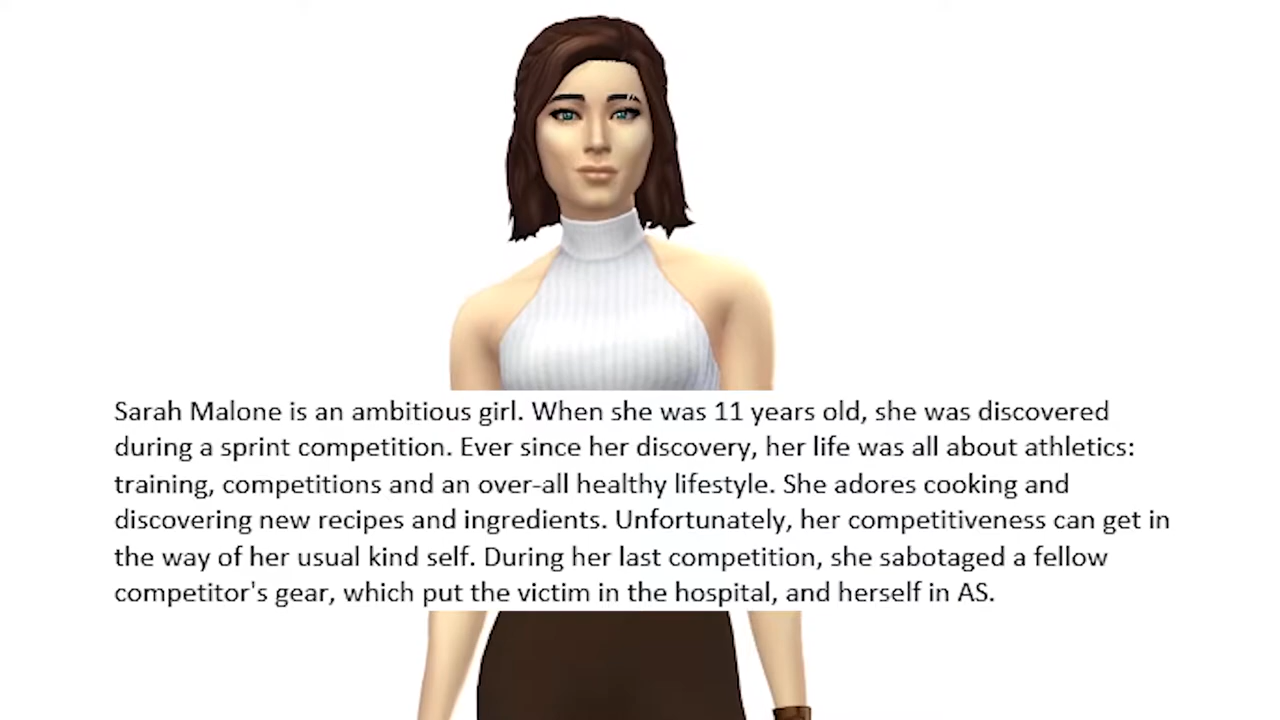 Sarah Malone is an ambitious girl. When she was 11 years old, she was discovered
during a sprint competition. Ever since her discovery, her life was all about athletics:
training, competitions and an over-all healthy lifestyle. She adores cooking and
discovering new recipes and ingredients. Unfortunately, her competitiveness can get in
the way of her usual kind self. During her last competition, she sabotaged a fellow
competitor's gear, which put the victim in the hospital, and herself in AS.